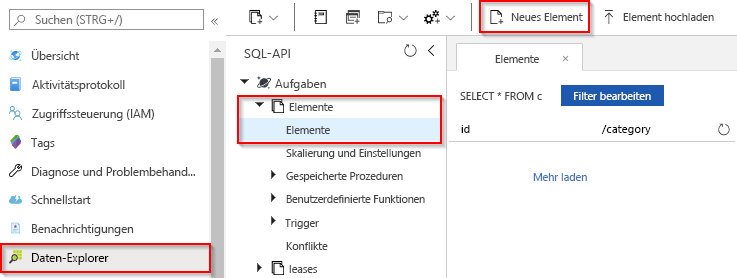 Suchen (STRG+/)
Übersicht
Aktivitätsprotokoll
Zugriffssteuerung (IAM)
Tags
Diagnose und Problembehand...
Schnellstart
Benachrichtigungen
Daten-Explorer
Neues Element
Element hochladen
SQL-API
Aufgaben
Elemente
Elemente
Skalierung und Einstellungen
Gespeicherte Prozeduren
Benutzerdefinierte Funktionen
Trigger
Konflikte
leases
Elemente ×
SELECT * FROM c Filter bearbeiten
id /category
Mehr laden